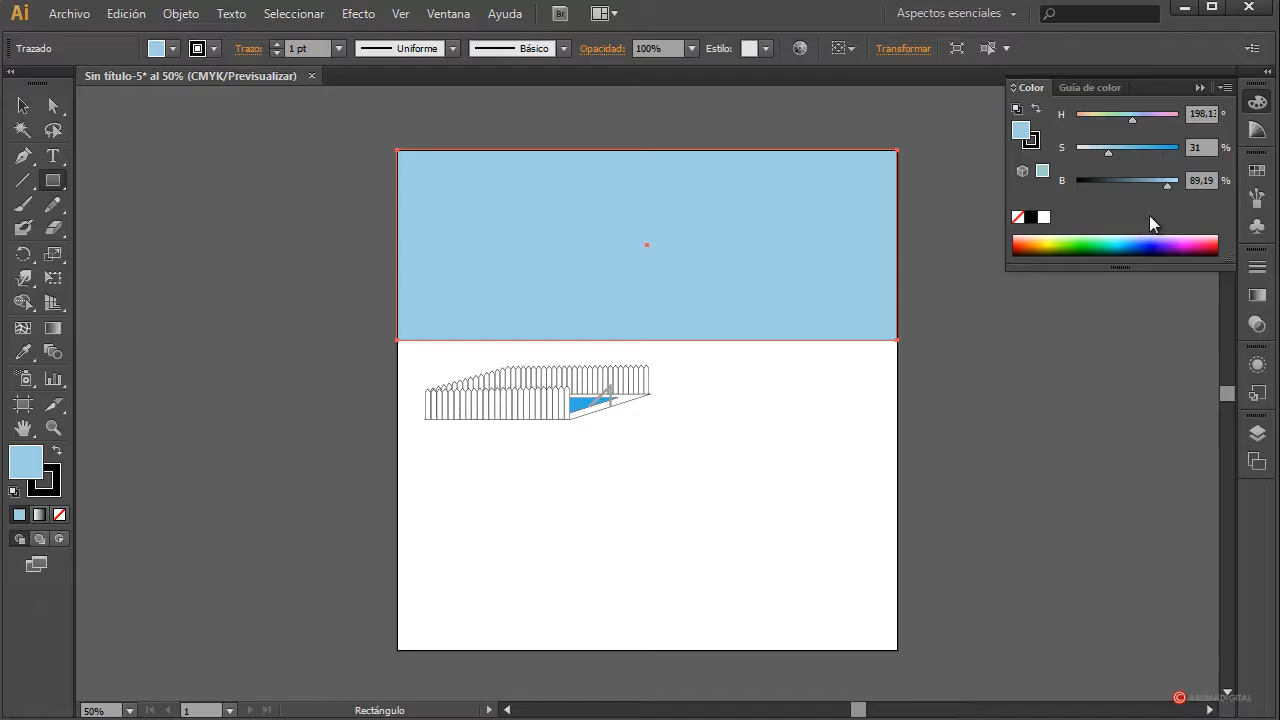 Ai Archivo Edición Objeto Texto Seleccionar Efecto Ver Ventana Ayuda Br Aspectos esenciales
Trazado Trazo: 1 pt Uniforme Básico Opacidad: 100% Estilo: Transformar
Sin título-5* al 50% (CMYK/Previsualizar) ×
Color Guía de color
H 198,13 °
S 31 %
B 89,19 %
50% 1 Rectángulo